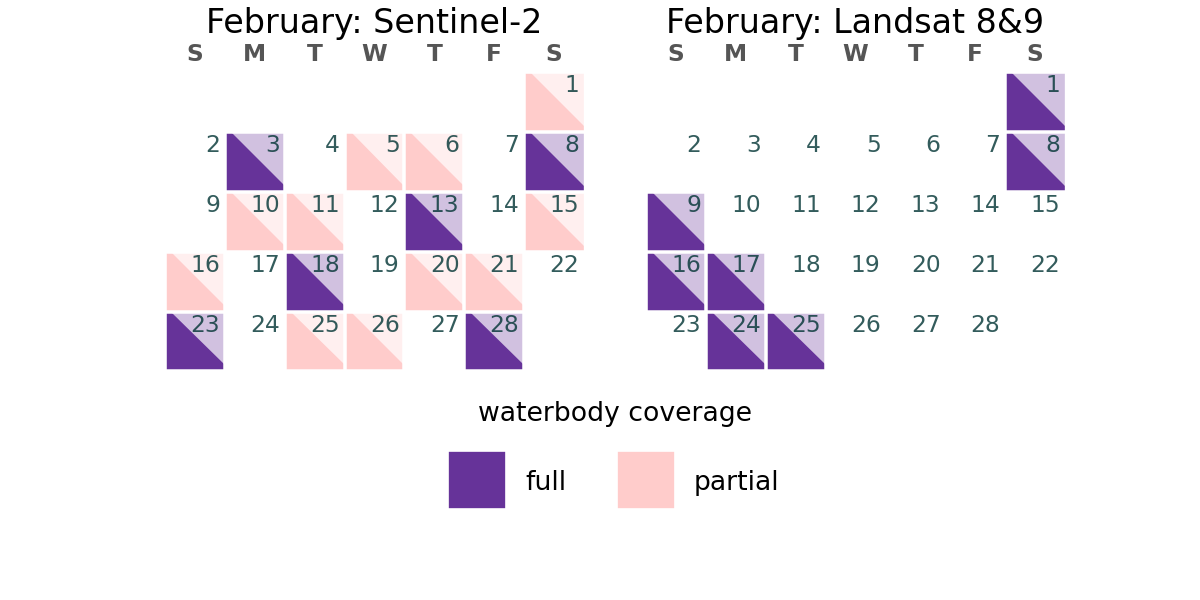 February: Sentinel-2
S M T W T F S
1
2 3 4 5 6 7 8
9 10 11 12 13 14 15
16 17 18 19 20 21 22
23 24 25 26 27 28
February: Landsat 8&9
S M T W T F S
1
2 3 4 5 6 7 8
9 10 11 12 13 14 15
16 17 18 19 20 21 22
23 24 25 26 27 28
waterbody coverage
full partial